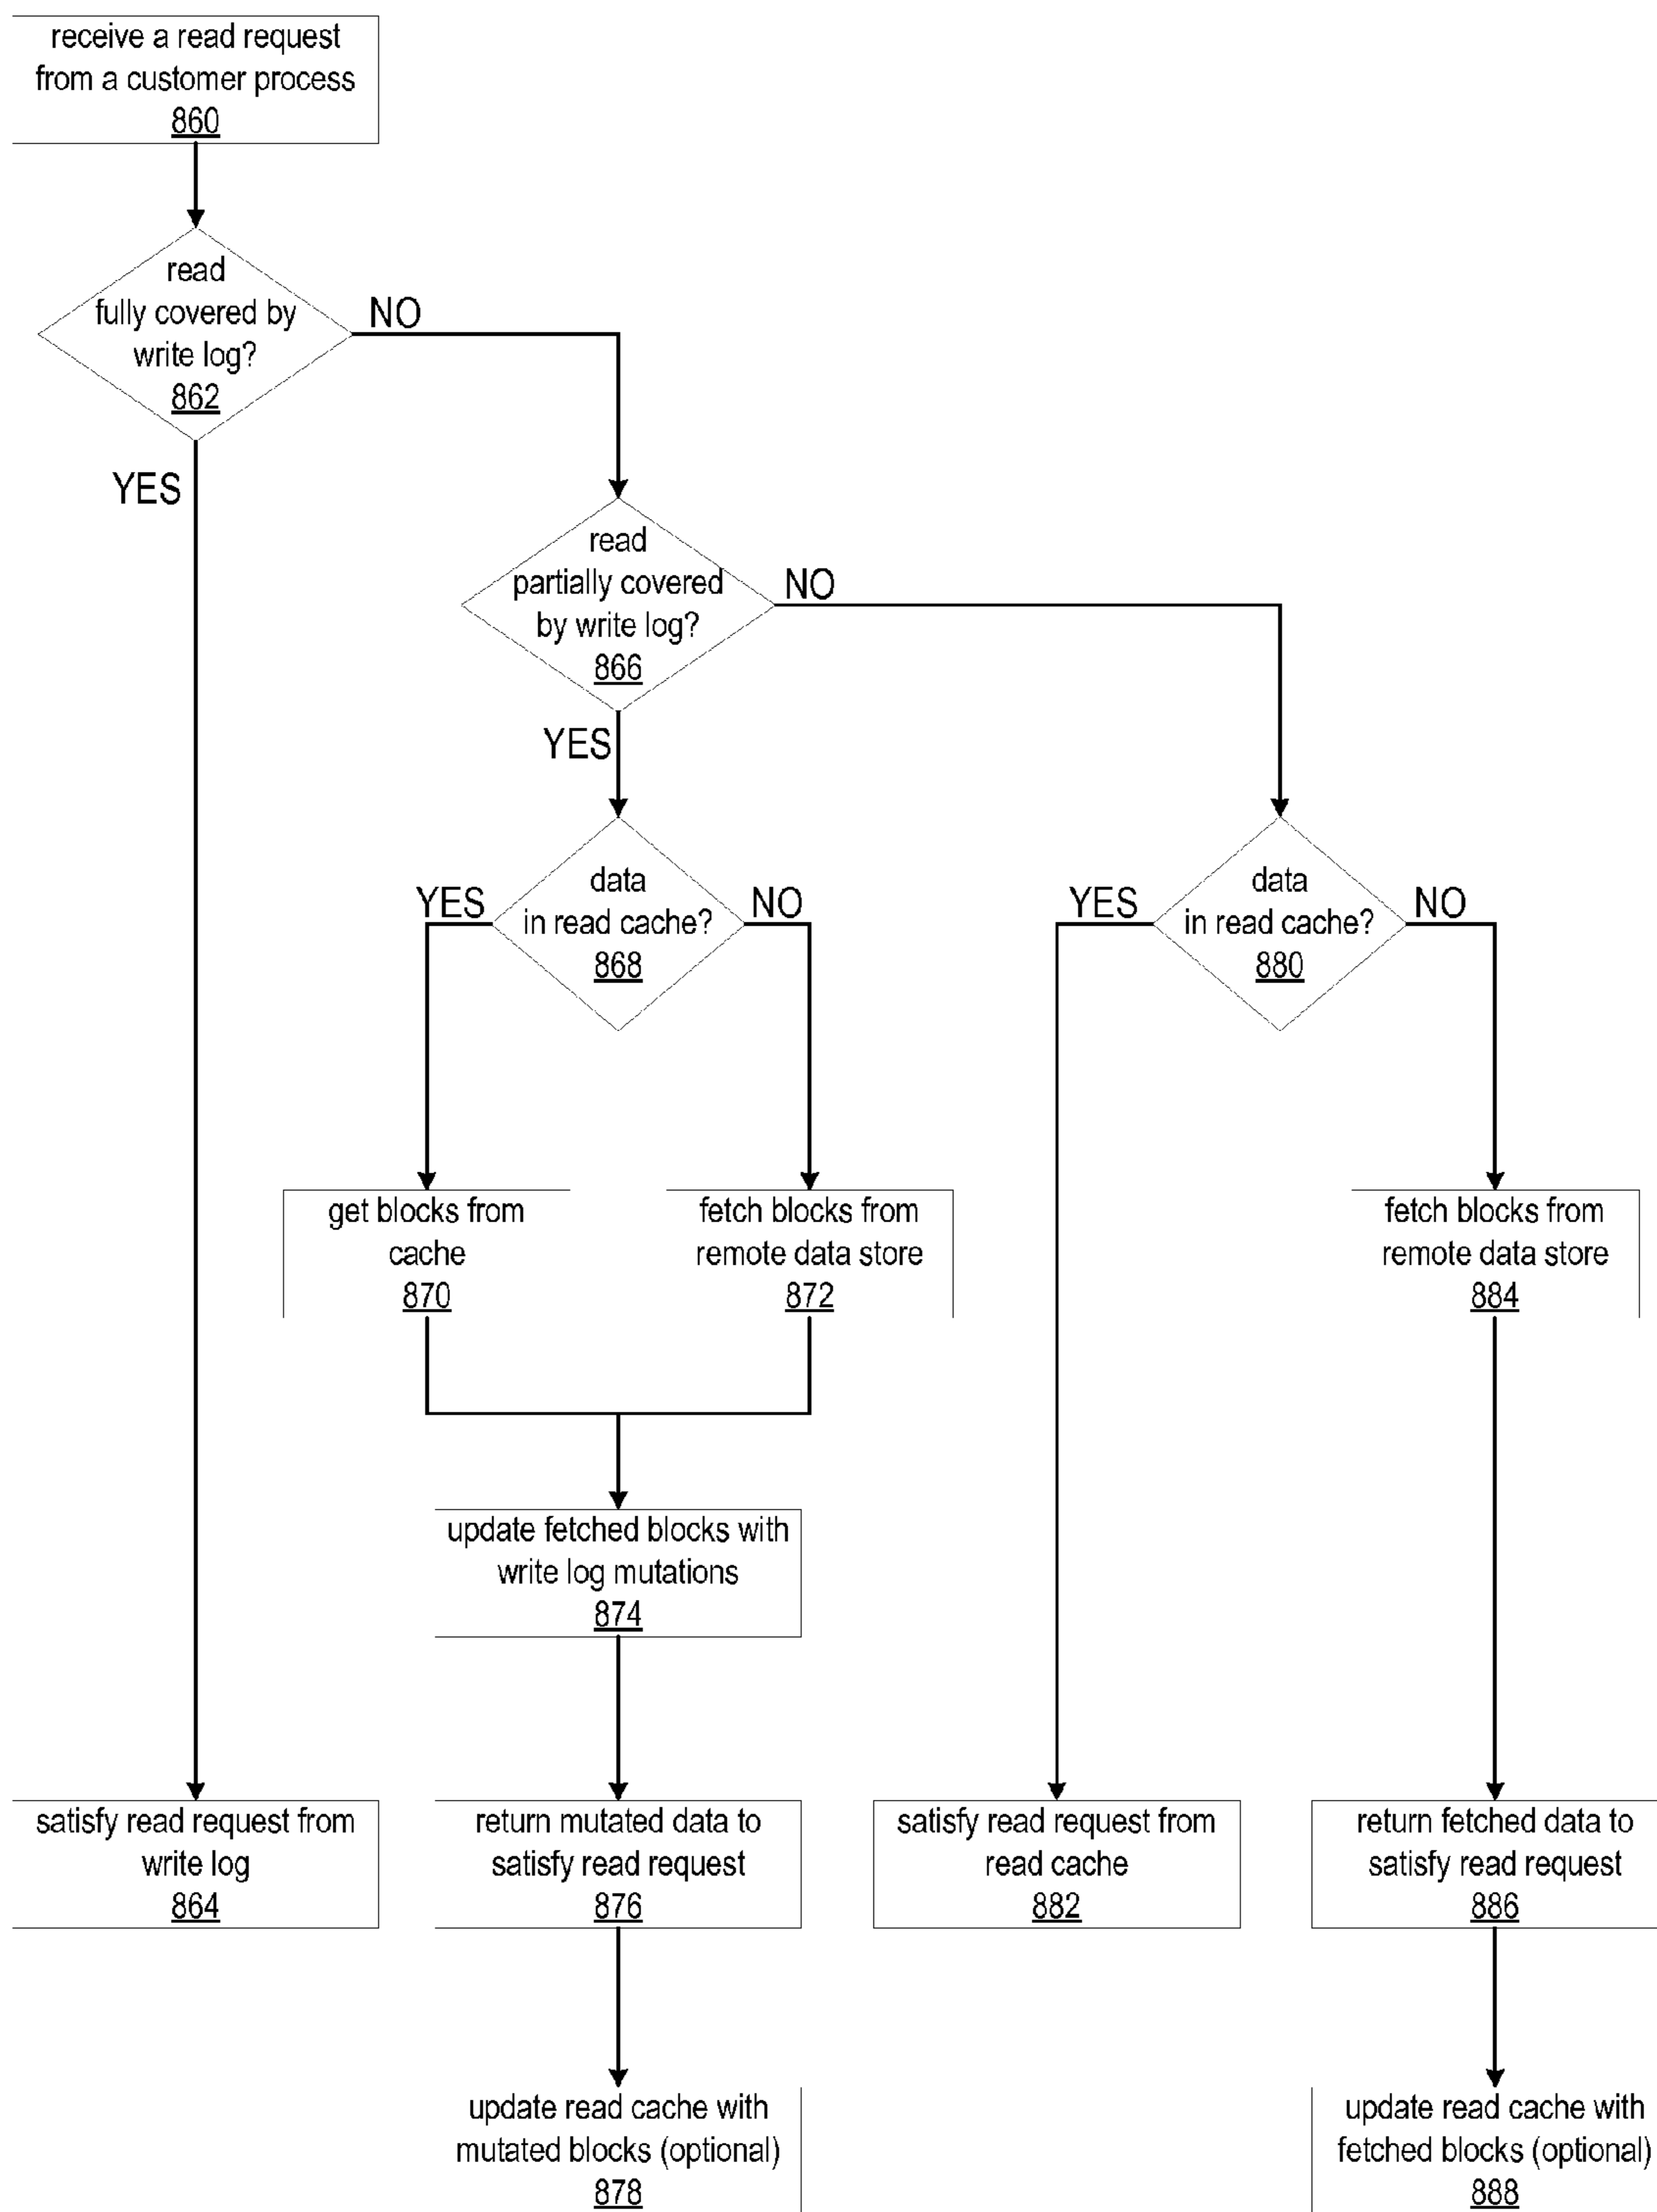 receive a read request
from a customer process
860
read
fully covered by
write log?
862
NO
YES
read
partially covered
by write log?
866
NO
YES
data
in read cache?
868
YES
NO
data
in read cache?
880
YES
NO
get blocks from
cache
870
fetch blocks from
remote data store
872
fetch blocks from
remote data store
884
update fetched blocks with
write log mutations
874
satisfy read request from
write log
864
return mutated data to
satisfy read request
876
satisfy read request from
read cache
882
return fetched data to
satisfy read request
886
update read cache with
mutated blocks (optional)
878
update read cache with
fetched blocks (optional)
888